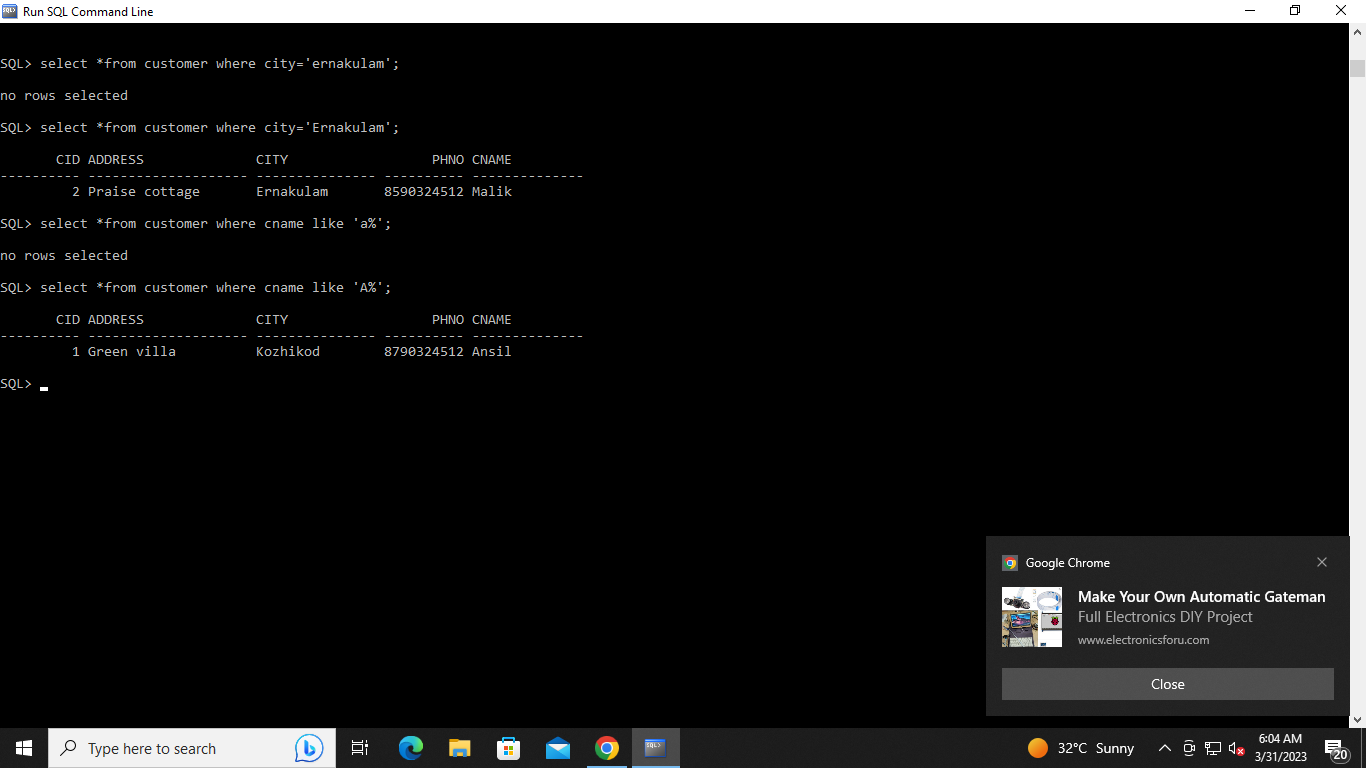 Run SQL Command Line
SQL> select *from customer where city='ernakulam';
no rows selected
SQL> select *from customer where city='Ernakulam';
       CID ADDRESS              CITY                  PHNO CNAME
---------- -------------------- --------------- ---------- --------------
         2 Praise cottage       Ernakulam       8590324512 Malik
SQL> select *from customer where cname like 'a%';
no rows selected
SQL> select *from customer where cname like 'A%';
       CID ADDRESS              CITY                  PHNO CNAME
---------- -------------------- --------------- ---------- --------------
         1 Green villa          Kozhikod        8790324512 Ansil
SQL>
Google Chrome
Make Your Own Automatic Gateman
Full Electronics DIY Project
www.electronicsforu.com
Close
Type here to search
32°C Sunny
6:04 AM
3/31/2023
20